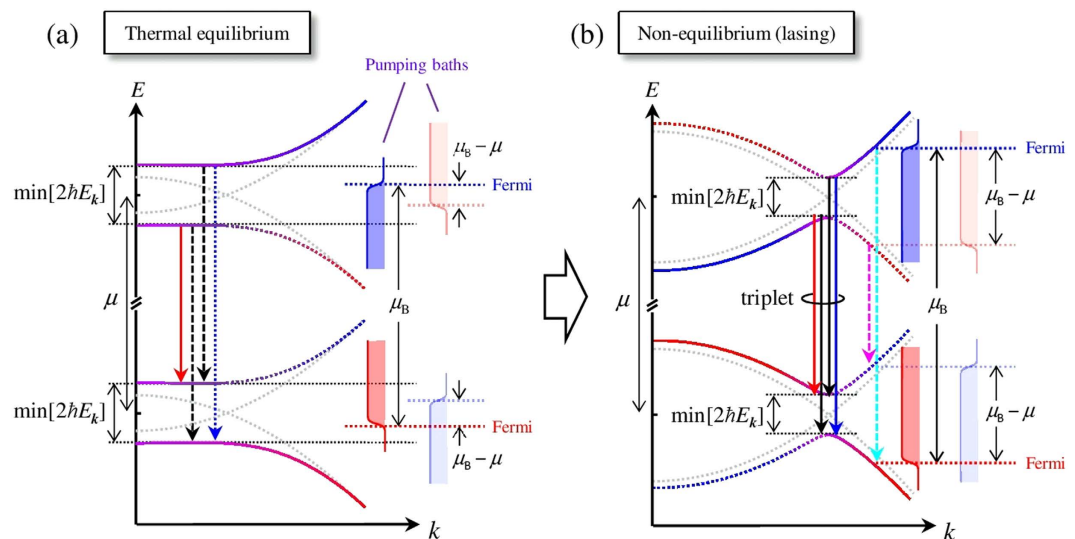 (a)
Thermal equilibrium
Pumping baths
E
min[2ℏE_k]
μ_B − μ
Fermi
μ
μ_B
min[2ℏE_k]
Fermi
μ_B − μ
k
(b)
Non-equilibrium (lasing)
E
Fermi
min[2ℏE_k]
μ_B − μ
μ
triplet
μ_B
min[2ℏE_k]
μ_B − μ
Fermi
k